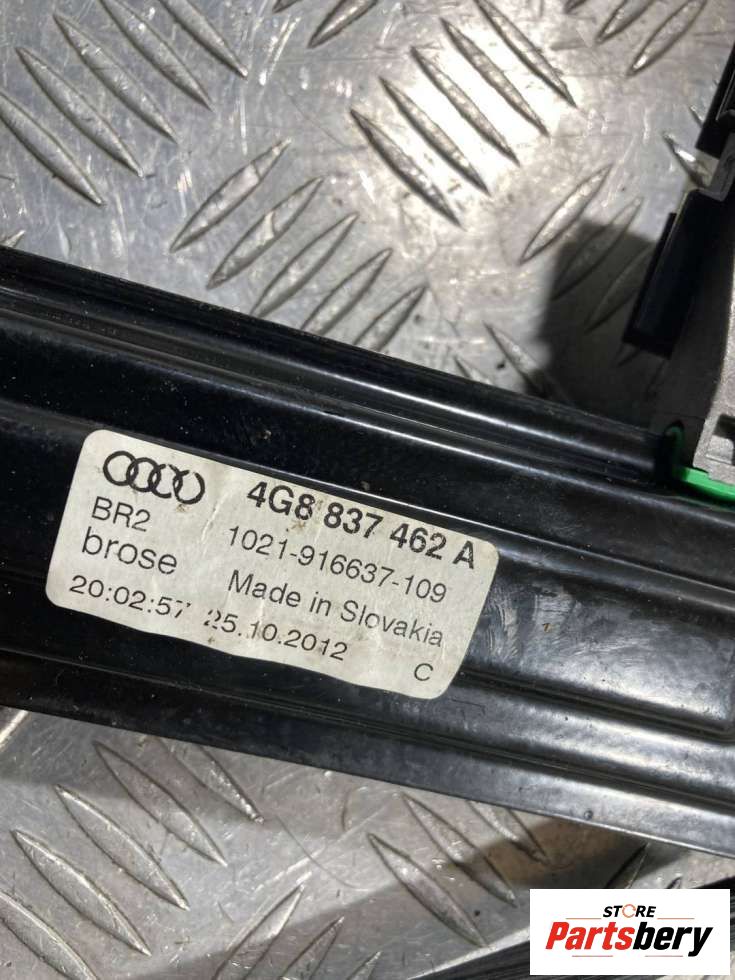 4G8 837 462 A
BR2
1021-916637-109
brose
Made in Slovakia
20:02:57 25.10.2012
C
STORE
Partsbery